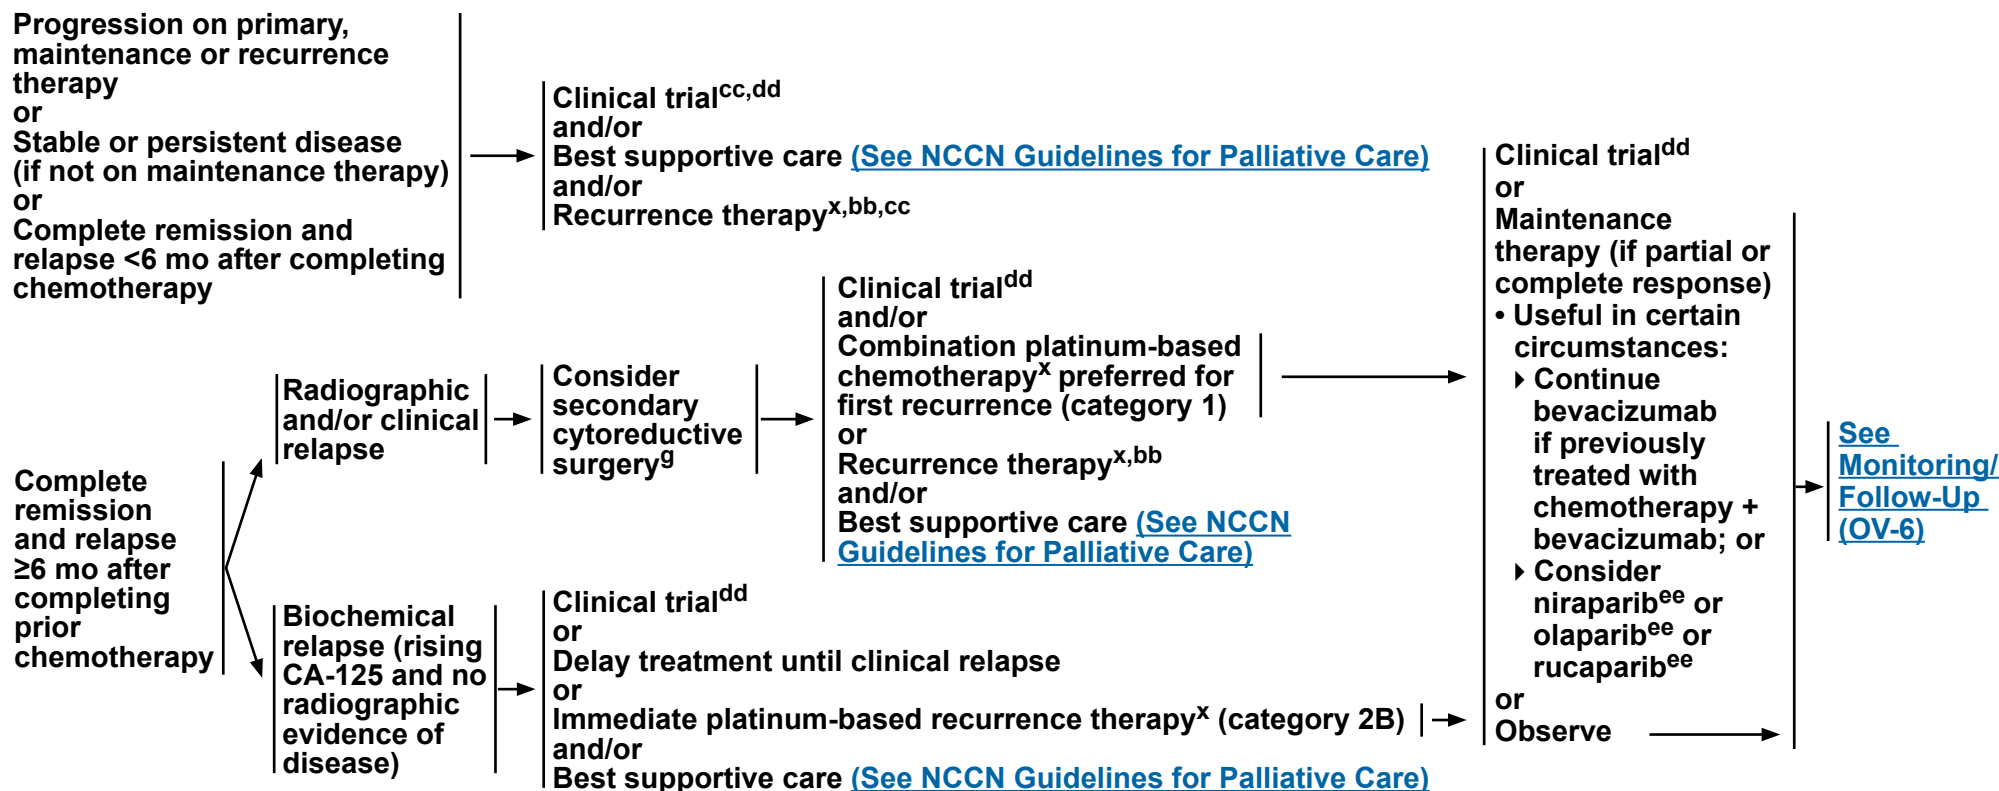 Progression on primary,
maintenance or recurrence
therapy
or
Stable or persistent disease
(if not on maintenance therapy)
or
Complete remission and
relapse <6 mo after completing
chemotherapy
Clinical trialcc,dd
and/or
Best supportive care (See NCCN Guidelines for Palliative Care)
and/or
Recurrence therapyx,bb,cc
Complete
remission
and relapse
≥6 mo after
completing
prior
chemotherapy
Radiographic
and/or clinical
relapse
Consider
secondary
cytoreductive
surgeryg
Clinical trialdd
and/or
Combination platinum-based
chemotherapyx preferred for
first recurrence (category 1)
or
Recurrence therapyx,bb
and/or
Best supportive care (See NCCN
Guidelines for Palliative Care)
Biochemical
relapse (rising
CA-125 and no
radiographic
evidence of
disease)
Clinical trialdd
or
Delay treatment until clinical relapse
or
Immediate platinum-based recurrence therapyx (category 2B)
and/or
Best supportive care (See NCCN Guidelines for Palliative Care)
Clinical trialdd
or
Maintenance
therapy (if partial or
complete response)
• Useful in certain
circumstances:
Continue
bevacizumab
if previously
treated with
chemotherapy +
bevacizumab; or
Consider
niraparibee or
olaparibee or
rucaparibee
or
Observe
See
Monitoring/
Follow-Up
(OV-6)